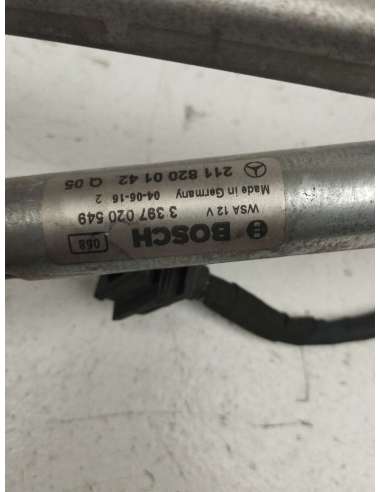 BOSCH 068
WSA 12 V 3 397 020 549
Made in Germany 04-06-16 2
211 820 01 42 Q 05